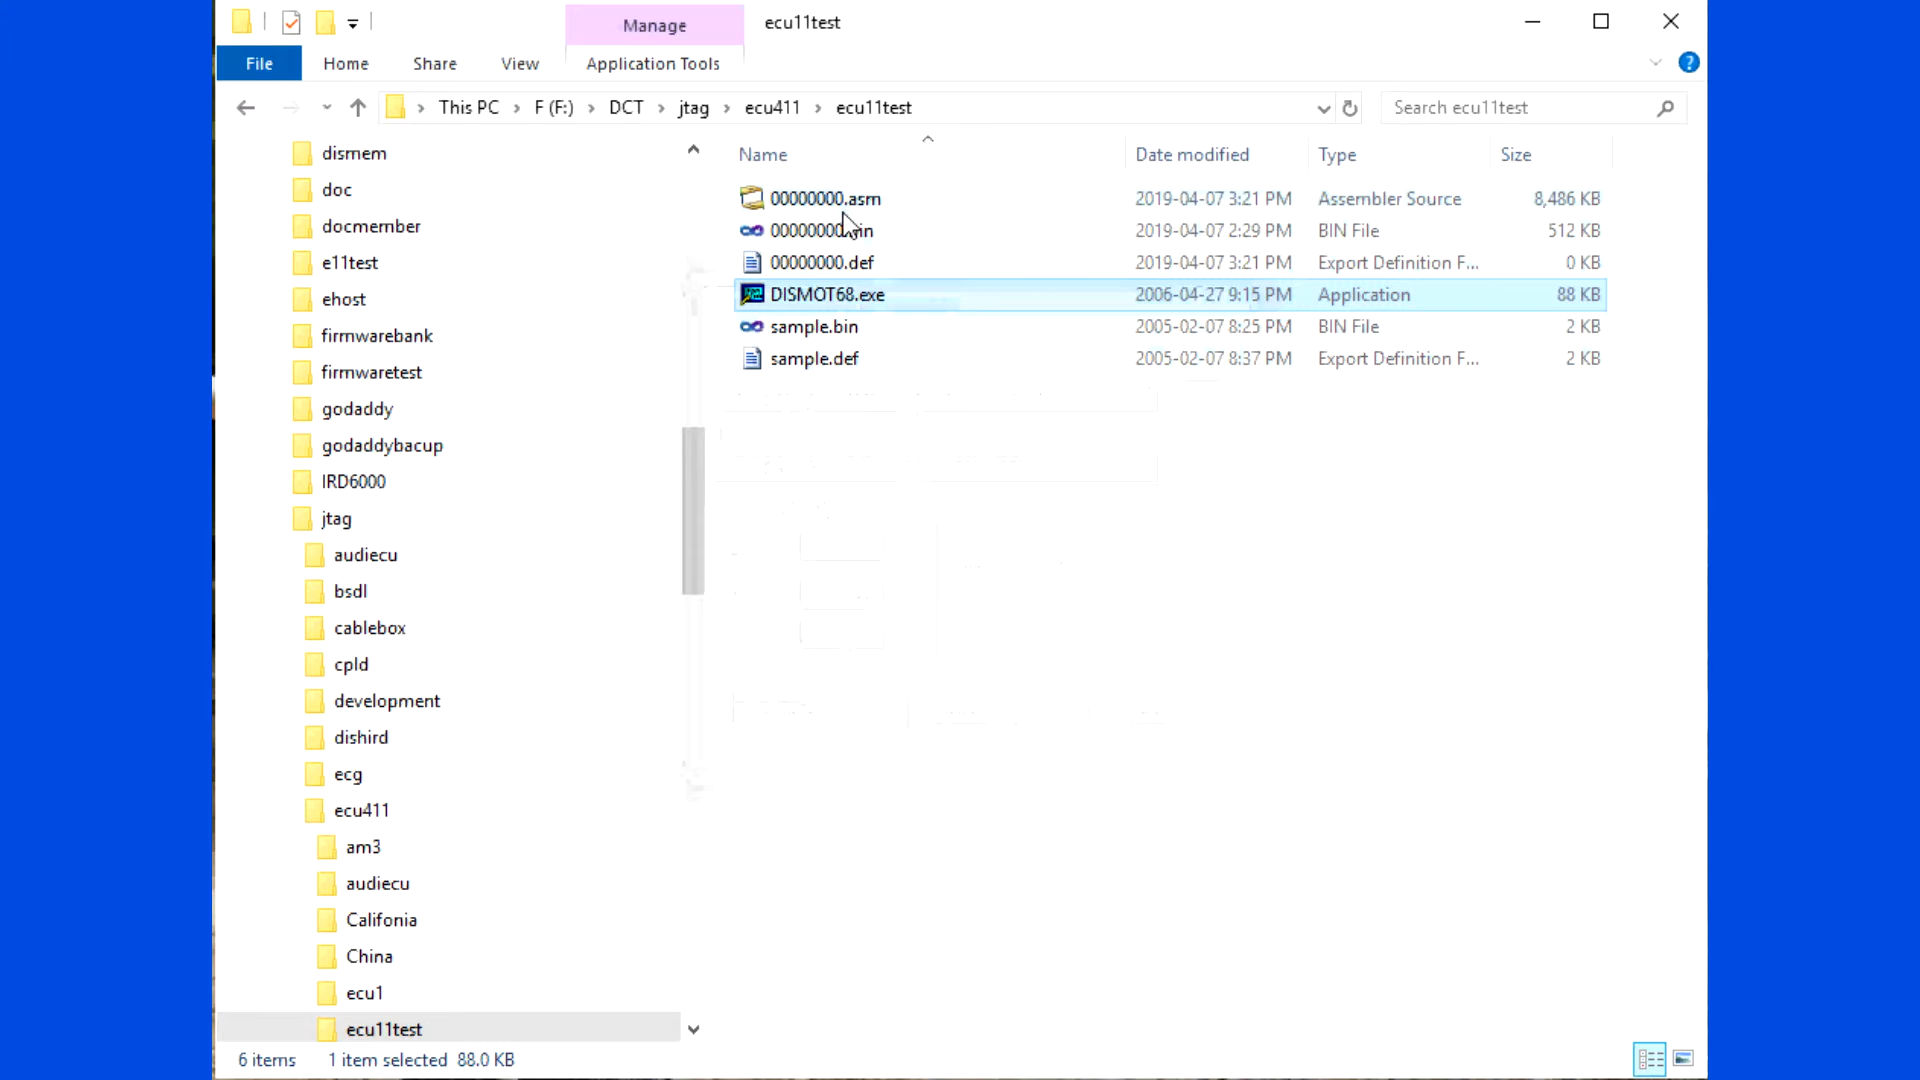 Manage
ecu11test
File
Home
Share
View
Application Tools
This PC
F (F:)
DCT
jtag
ecu411
ecu11test
Search ecu11test
Name
Date modified
Type
Size
dismem
doc
docmember
e11test
ehost
firmwarebank
firmwaretest
godaddy
godaddybacup
IRD6000
jtag
audiecu
bsdl
cablebox
cpld
development
dishird
ecg
ecu411
am3
audiecu
Califonia
China
ecu1
ecu11test
00000000.asm 2019-04-07 3:21 PM Assembler Source 8,486 KB
00000000.bin 2019-04-07 2:29 PM BIN File 512 KB
00000000.def 2019-04-07 3:21 PM Export Definition F... 0 KB
DISMOT68.exe 2006-04-27 9:15 PM Application 88 KB
sample.bin 2005-02-07 8:25 PM BIN File 2 KB
sample.def 2005-02-07 8:37 PM Export Definition F... 2 KB
6 items 1 item selected 88.0 KB